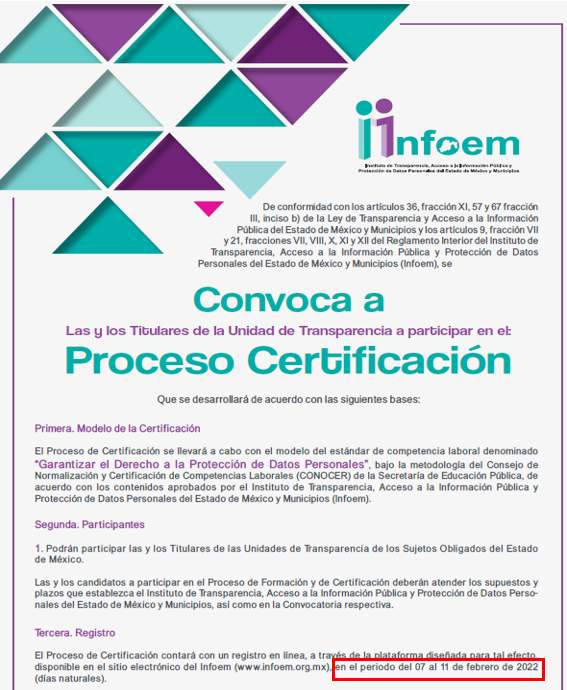 infoem
Instituto de Transparencia, Acceso a la Información Pública y
Protección de Datos Personales del Estado de México y Municipios
De conformidad con los artículos 36, fracción XI, 57 y 67 fracción
III, inciso b) de la Ley de Transparencia y Acceso a la Información
Pública del Estado de México y Municipios y los artículos 9, fracción VII
y 21, fracciones VII, VIII, X, XI y XII del Reglamento Interior del Instituto de
Transparencia, Acceso a la Información Pública y Protección de Datos
Personales del Estado de México y Municipios (Infoem), se
Convoca a
Las y los Titulares de la Unidad de Transparencia a participar en el:
Proceso Certificación
Que se desarrollará de acuerdo con las siguientes bases:
Primera. Modelo de la Certificación
El Proceso de Certificación se llevará a cabo con el modelo del estándar de competencia laboral denominado
“Garantizar el Derecho a la Protección de Datos Personales”, bajo la metodología del Consejo de
Normalización y Certificación de Competencias Laborales (CONOCER) de la Secretaría de Educación Pública, de
acuerdo con los contenidos aprobados por el Instituto de Transparencia, Acceso a la Información Pública y
Protección de Datos Personales del Estado de México y Municipios (Infoem).
Segunda. Participantes
1. Podrán participar las y los Titulares de las Unidades de Transparencia de los Sujetos Obligados del Estado
de México.
Las y los candidatos a participar en el Proceso de Formación y de Certificación deberán atender los supuestos y
plazos que establezca el Instituto de Transparencia, Acceso a la Información Pública y Protección de Datos Perso-
nales del Estado de México y Municipios, así como en la Convocatoria respectiva.
Tercera. Registro
El Proceso de Certificación contará con un registro en línea, a través de la plataforma diseñada para tal efecto,
disponible en el sitio electrónico del Infoem (www.infoem.org.mx), en el periodo del 07 al 11 de febrero de 2022
(días naturales).